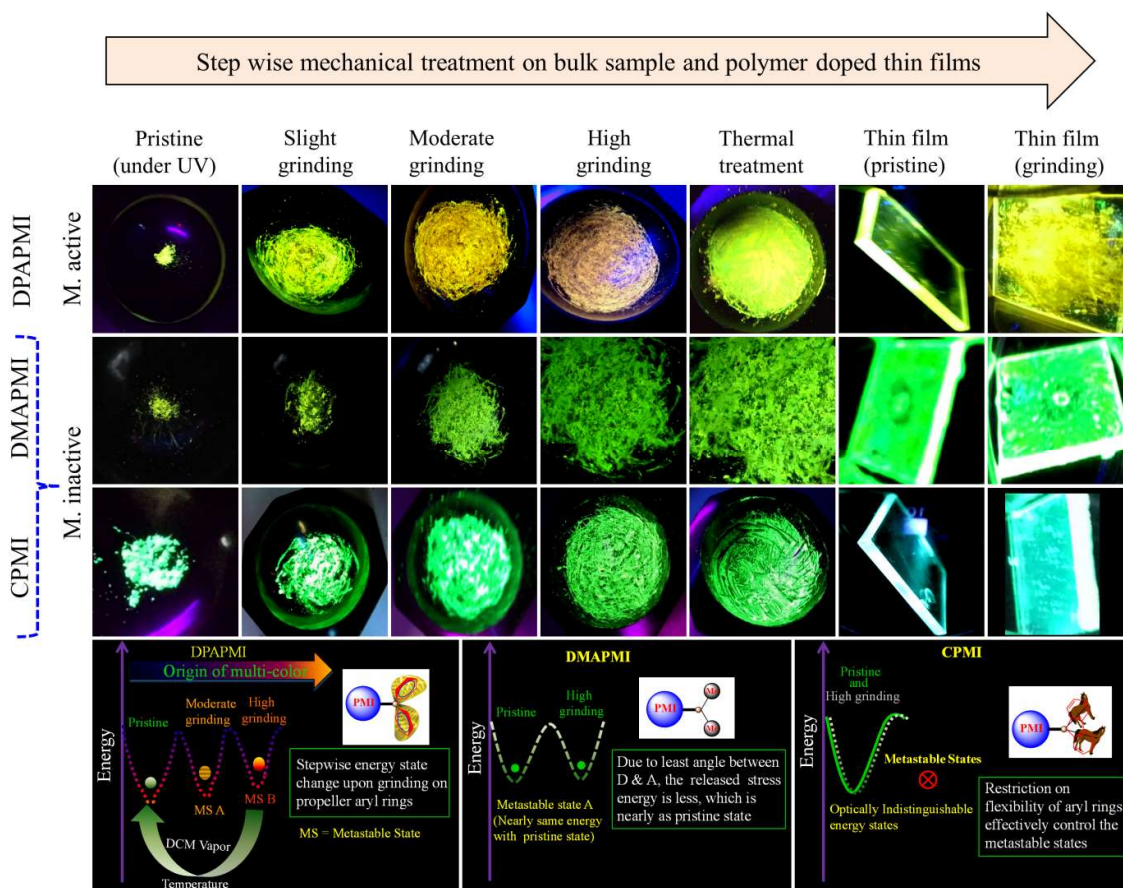 Step wise mechanical treatment on bulk sample and polymer doped thin films
Pristine
(under UV)
Slight
grinding
Moderate
grinding
High
grinding
Thermal
treatment
Thin film
(pristine)
Thin film
(grinding)
DPAPMI
M. active
DMAPMI
CPMI
M. inactive
DPAPMI
Origin of multi-color
Energy
Pristine
Moderate
grinding
High
grinding
MS A
MS B
DCM Vapor
Temperature
PMI
Stepwise energy state
change upon grinding on
propeller aryl rings
MS = Metastable State
DMAPMI
Energy
Pristine
High
grinding
Metastable state A
(Nearly same energy
with pristine state)
PMI
Me
Me
Due to least angle between
D & A, the released stress
energy is less, which is
nearly as pristine state
CPMI
Energy
Pristine
and
High grinding
Metastable States
Optically Indistinguishable
energy states
PMI
Restriction on
flexibility of aryl rings
effectively control the
metastable states